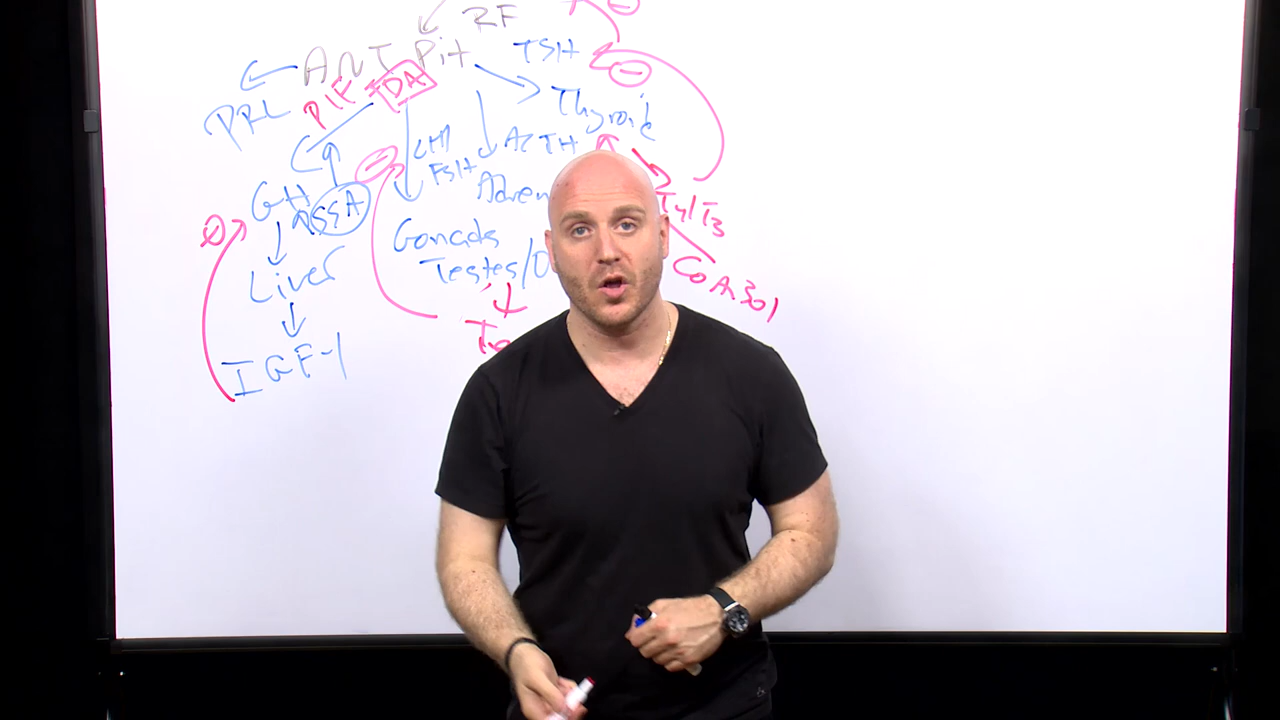 RF
ANT Pit
TSH
PRL
PIF = DA
Thyroid
LH/
FSH
ACTH
Adren
GH
SSA
T4/T3
Gonads
Testes/O
Liver
IGF-1